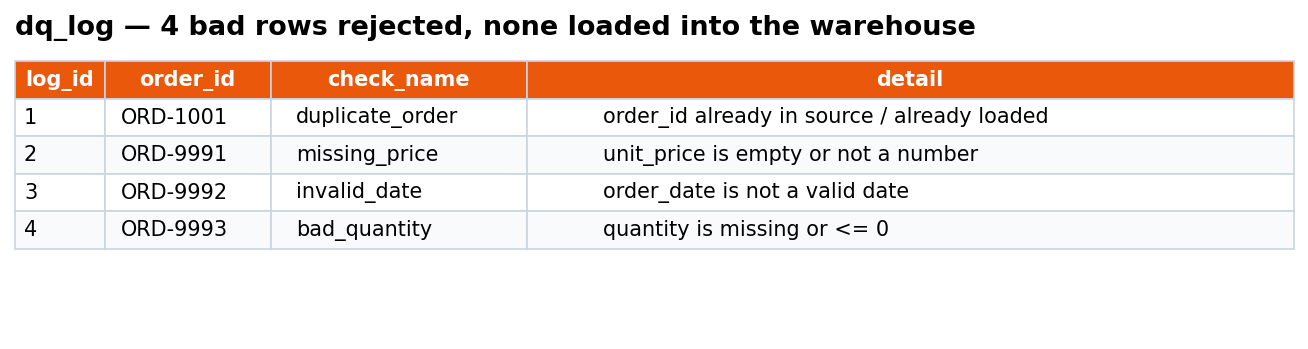 dq_log — 4 bad rows rejected, none loaded into the warehouse
log_id order_id check_name detail
1 ORD-1001 duplicate_order order_id already in source / already loaded
2 ORD-9991 missing_price unit_price is empty or not a number
3 ORD-9992 invalid_date order_date is not a valid date
4 ORD-9993 bad_quantity quantity is missing or <= 0